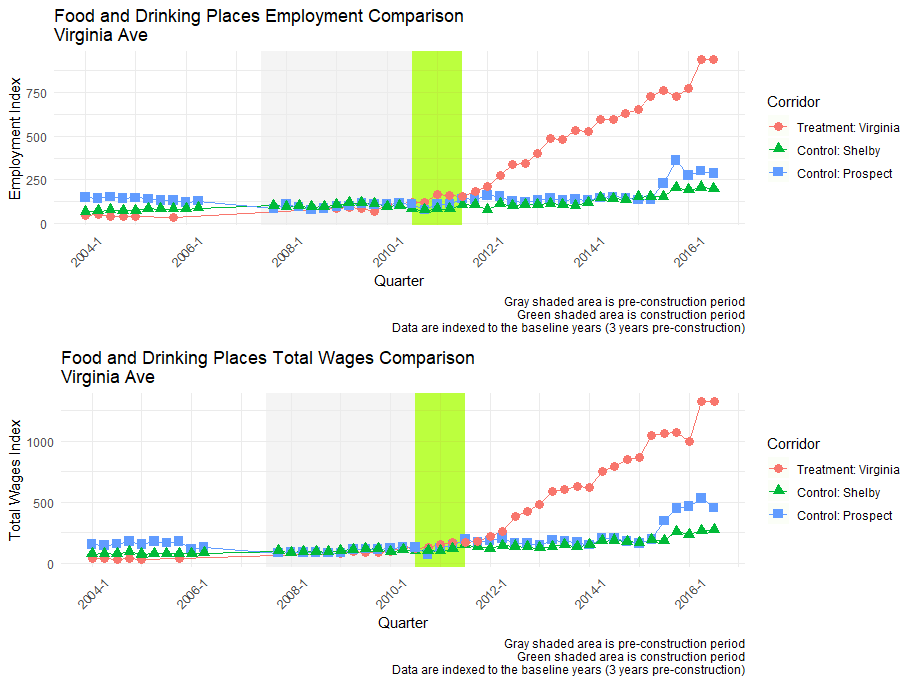 Food and Drinking Places Employment Comparison
Virginia Ave
Employment Index
750
500
250
0
2004-1
2006-1
2008-1
2010-1
2012-1
2014-1
2016-1
Quarter
Corridor
Treatment: Virginia
Control: Shelby
Control: Prospect
Gray shaded area is pre-construction period
Green shaded area is construction period
Data are indexed to the baseline years (3 years pre-construction)
Food and Drinking Places Total Wages Comparison
Virginia Ave
Total Wages Index
1000
500
0
2004-1
2006-1
2008-1
2010-1
2012-1
2014-1
2016-1
Quarter
Corridor
Treatment: Virginia
Control: Shelby
Control: Prospect
Gray shaded area is pre-construction period
Green shaded area is construction period
Data are indexed to the baseline years (3 years pre-construction)